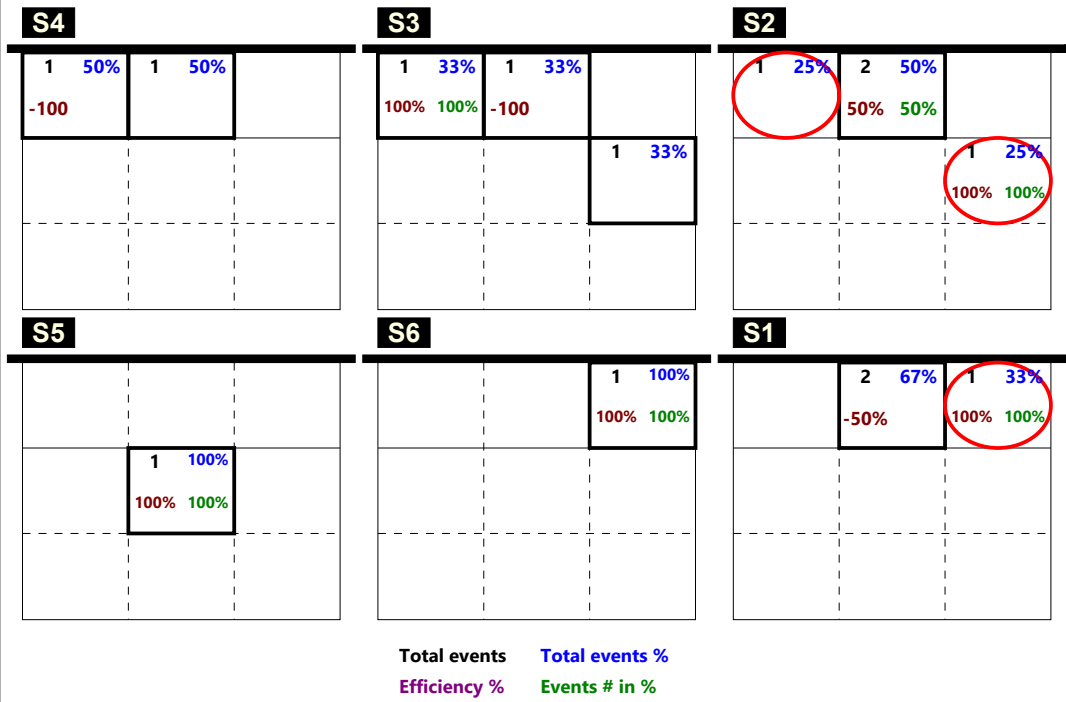 S4 S3 S2
1 50% 1 50% 1 33% 1 33% 1 25% 2 50%
-100 100% 100% -100 50% 50%
1 33% 1 25%
100% 100%
S5 S6 S1
1 100% 2 67% 1 33%
100% 100% -50% 100% 100%
1 100%
100% 100%
Total events Total events %
Efficiency % Events # in %